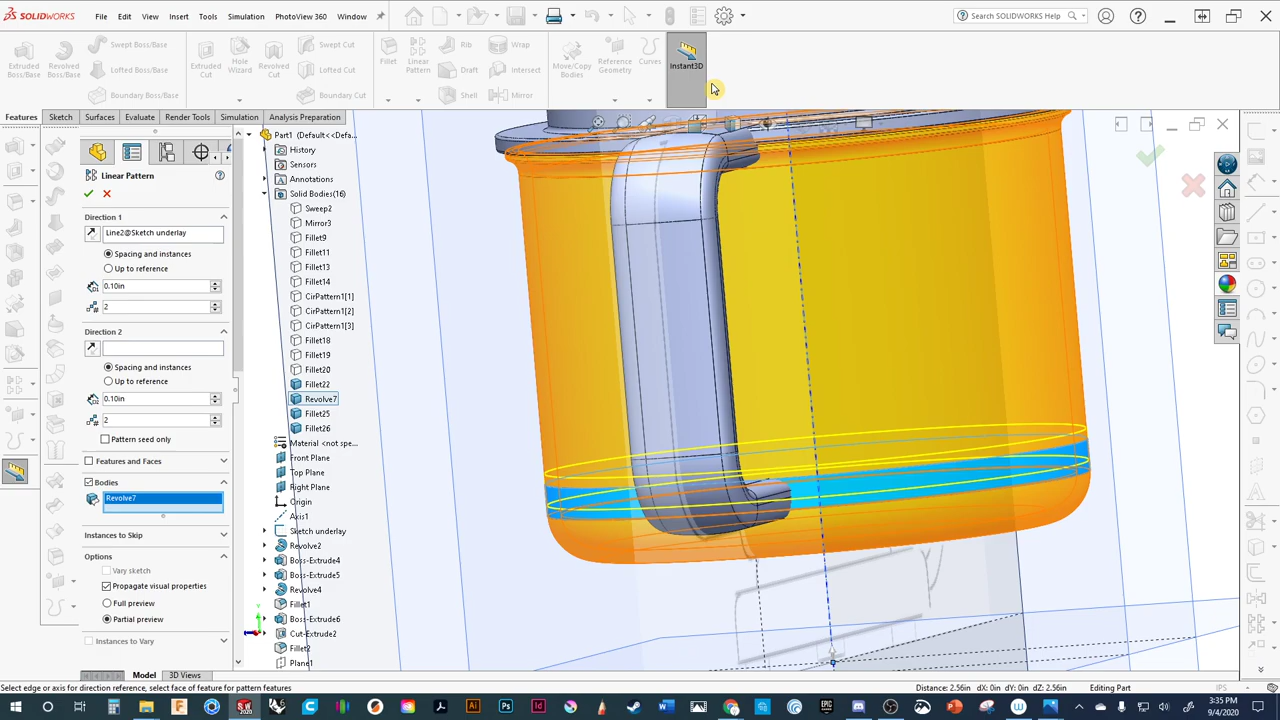 SOLIDWORKS
File
Edit
View
Insert
Tools
Simulation
PhotoView 360
Window
Search SOLIDWORKS Help
Extruded
Boss/Base
Revolved
Boss/Base
Swept Boss/Base
Lofted Boss/Base
Boundary Boss/Base
Extruded
Cut
Hole
Wizard
Revolved
Cut
Swept Cut
Lofted Cut
Boundary Cut
Fillet
Linear
Pattern
Rib
Draft
Shell
Wrap
Intersect
Mirror
Move/Copy
Bodies
Reference
Geometry
Curves
Instant3D
Features
Sketch
Surfaces
Evaluate
Render Tools
Simulation
Analysis Preparation
Linear Pattern
Direction 1
Line2@Sketch underlay
Spacing and instances
Up to reference
0.10in
2
Direction 2
Spacing and instances
Up to reference
0.10in
2
Pattern seed only
Features and Faces
Bodies
Revolve7
Instances to Skip
Options
Vary sketch
Propagate visual properties
Full preview
Partial preview
Instances to Vary
Part1 (Default<<Defa...
History
Sensors
Annotations
Solid Bodies(16)
Sweep2
Mirror3
Fillet9
Fillet11
Fillet13
Fillet14
CirPattern1[1]
CirPattern1[2]
CirPattern1[3]
Fillet18
Fillet19
Fillet20
Fillet22
Revolve7
Fillet25
Fillet26
Material <not spe...
Front Plane
Top Plane
Right Plane
Origin
Axis1
Sketch underlay
Revolve2
Boss-Extrude4
Boss-Extrude5
Revolve4
Fillet1
Boss-Extrude6
Cut-Extrude2
Fillet2
Plane1
Model
3D Views
Select edge or axis for direction reference, select face of feature for pattern features
Distance: 2.56in dX: 0in dY: 0in dZ: 2.56in
Editing Part
IPS
3:35 PM
9/4/2020